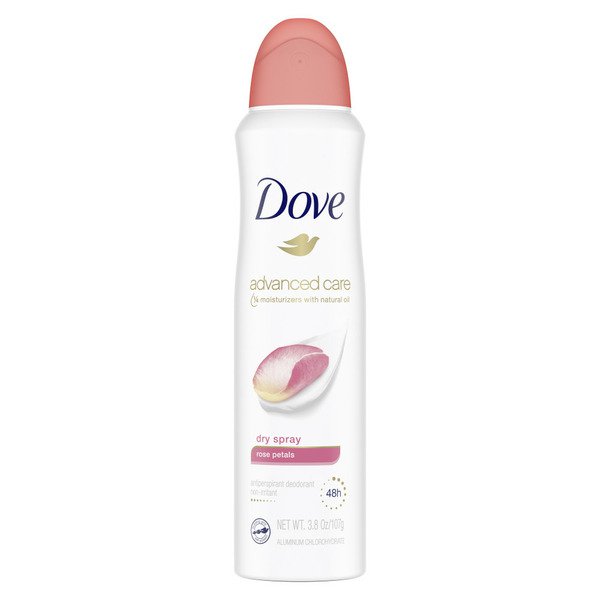 Dove
advanced care
¼ moisturizers with natural oil
dry spray
rose petals
antiperspirant deodorant
non-irritant
48h
NET WT. 3.8 Oz/107g
ALUMINUM CHLOROHYDRATE